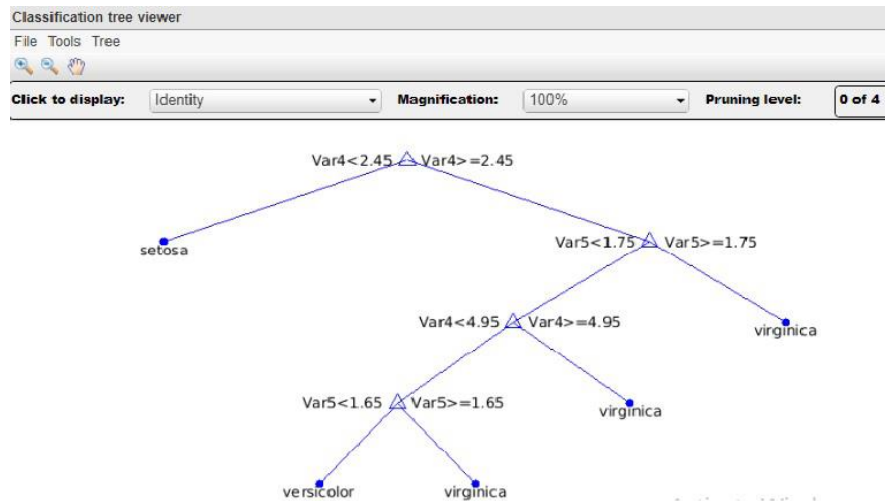 Classification tree viewer
File Tools Tree
Click to display: Identity Magnification: 100% Pruning level: 0 of 4
Var4<2.45 Var4>=2.45
setosa
Var5<1.75 Var5>=1.75
Var4<4.95 Var4>=4.95
virginica
Var5<1.65 Var5>=1.65
virginica
versicolor virginica